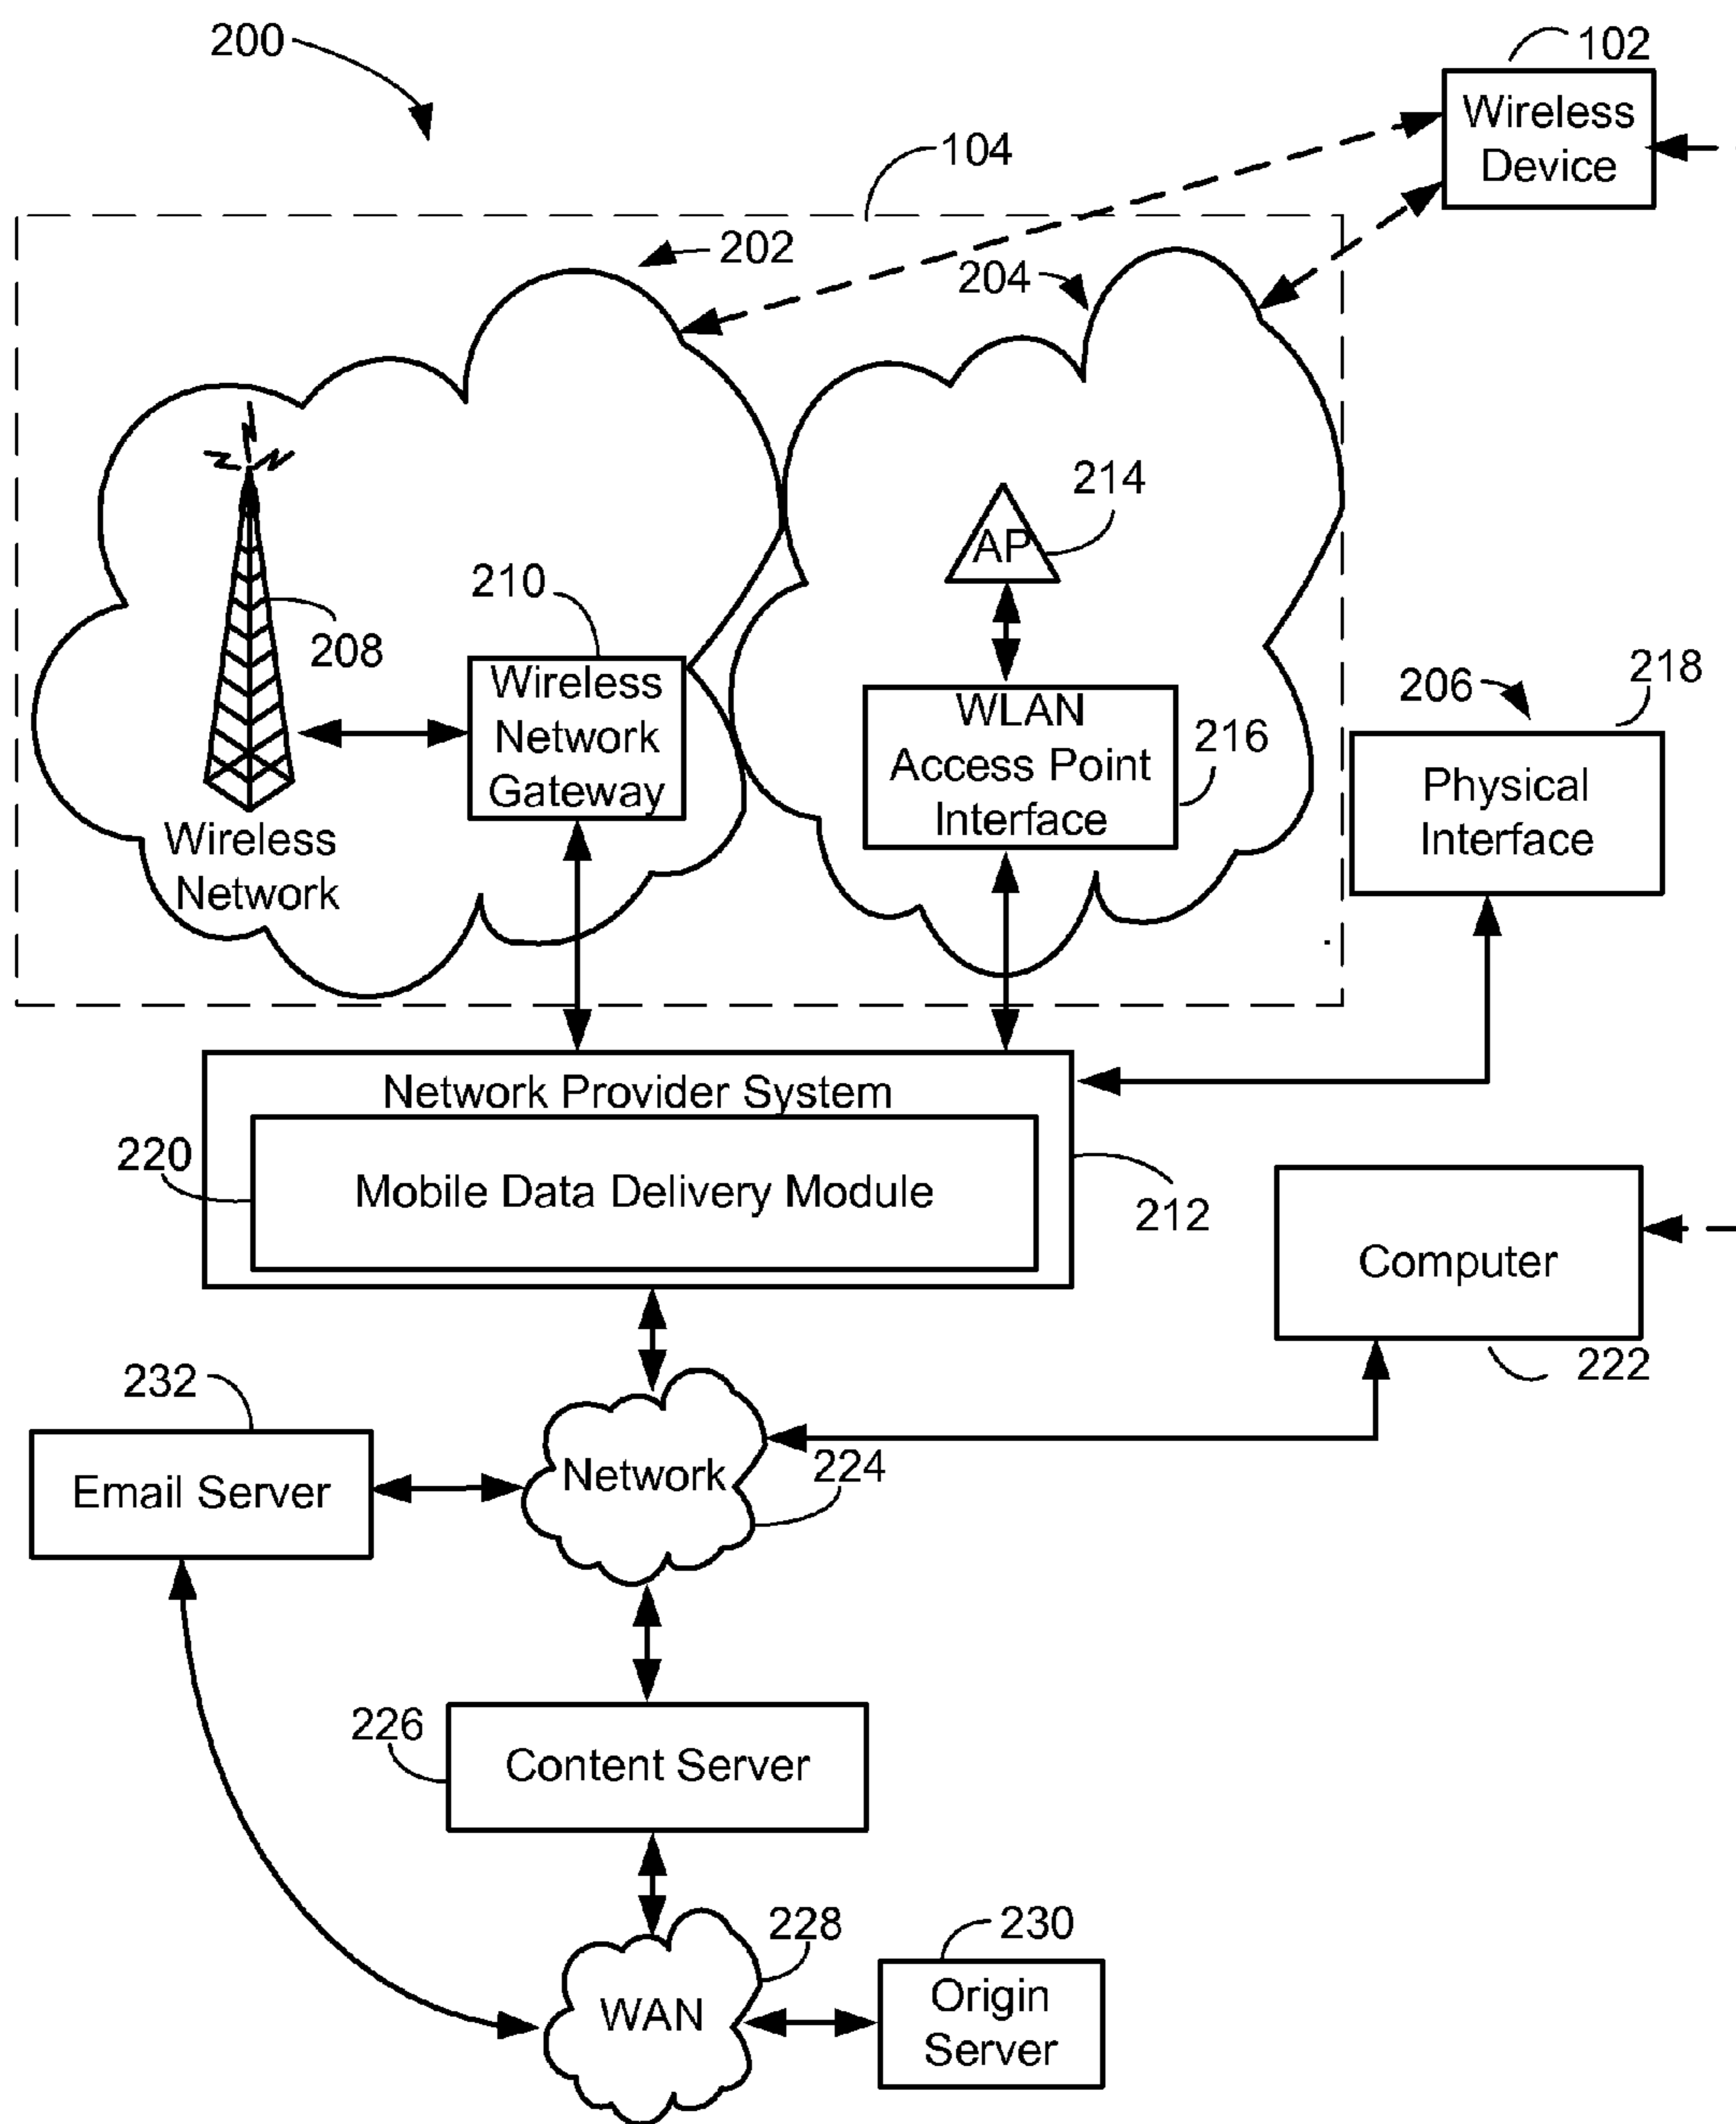 200
102
Wireless
Device
104
202
204
214
AP
210
208
Wireless
Network
Gateway
WLAN
Access Point
Interface
216
206
218
Physical
Interface
Wireless
Network
Network Provider System
220
Mobile Data Delivery Module
212
Computer
222
232
Email Server
Network
224
226
Content Server
228
WAN
230
Origin
Server